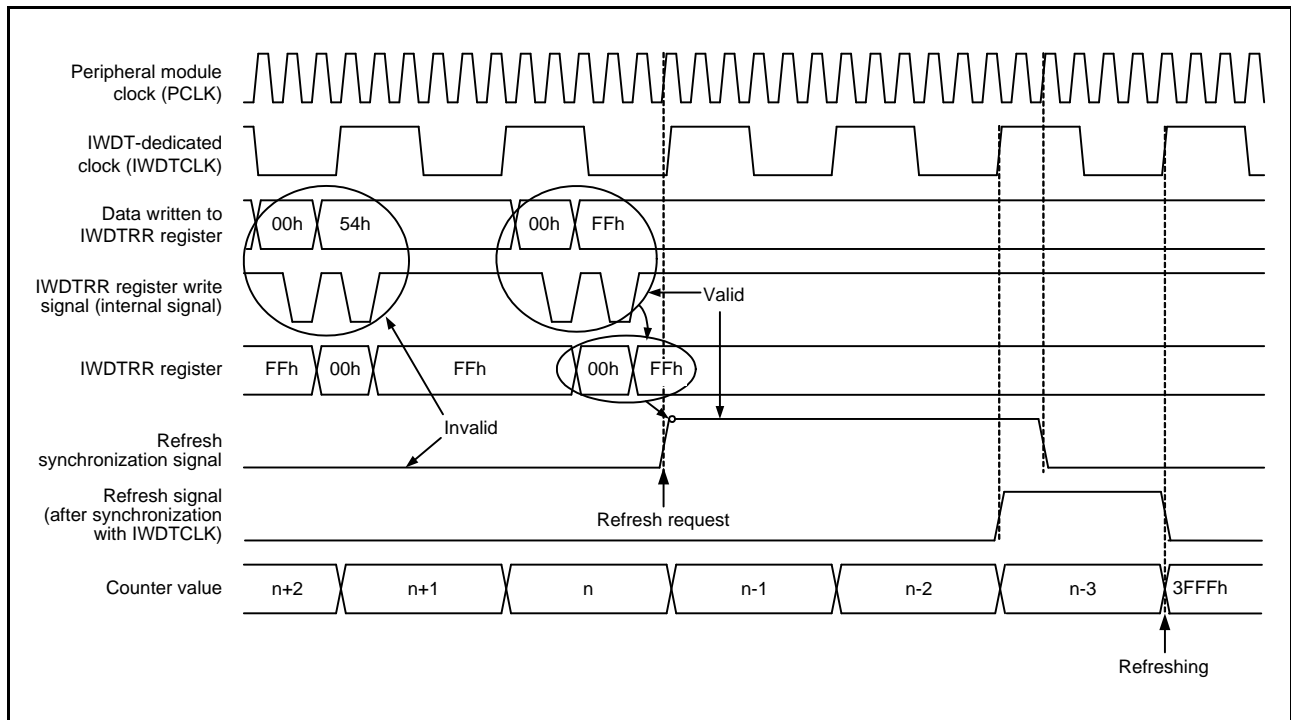 Peripheral module
clock (PCLK)
IWDT-dedicated
clock (IWDTCLK)
Data written to
IWDTRR register
00h 54h 00h FFh
IWDTRR register write
signal (internal signal)
Valid
IWDTRR register
FFh 00h FFh 00h FFh
Invalid
Refresh
synchronization signal
Refresh request
Refresh signal
(after synchronization
with IWDTCLK)
Counter value
n+2 n+1 n n-1 n-2 n-3 3FFFh
Refreshing